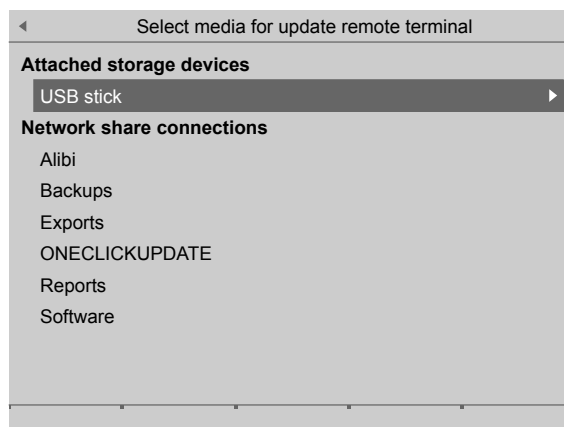 Select media for update remote terminal
Attached storage devices
USB stick
Network share connections
Alibi
Backups
Exports
ONECLICKUPDATE
Reports
Software